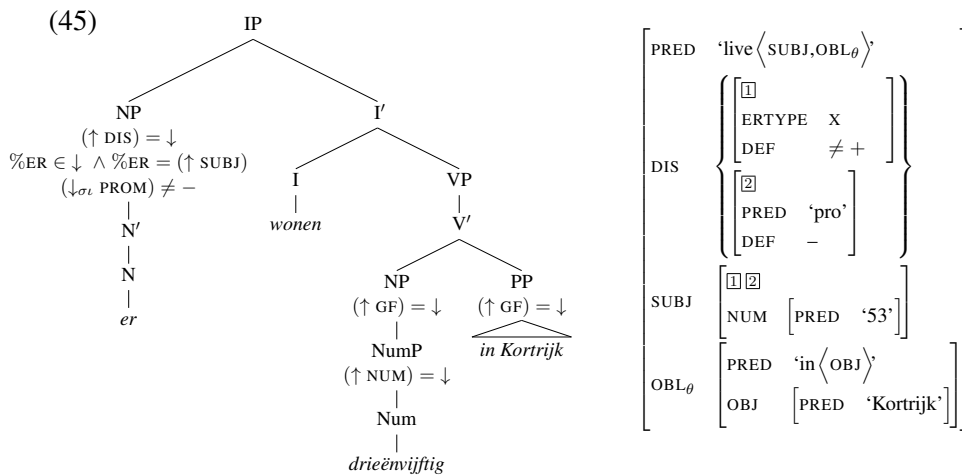 (45)
IP
NP
(↑ DIS) = ↓
%ER ∈ ↓ ∧ %ER = (↑ SUBJ)
(↓σι PROM) ≠ −
N′
N
er
I′
I
wonen
VP
V′
NP
(↑ GF) = ↓
NumP
(↑ NUM) = ↓
Num
drieënvijftig
PP
(↑ GF) = ↓
in Kortrijk
PRED ‘live⟨SUBJ,OBLθ⟩’
DIS
1
ERTYPE X
DEF ≠ +
2
PRED ‘pro’
DEF −
SUBJ
1 2
NUM [PRED ‘53’]
OBLθ
PRED ‘in⟨OBJ⟩’
OBJ [PRED ‘Kortrijk’]